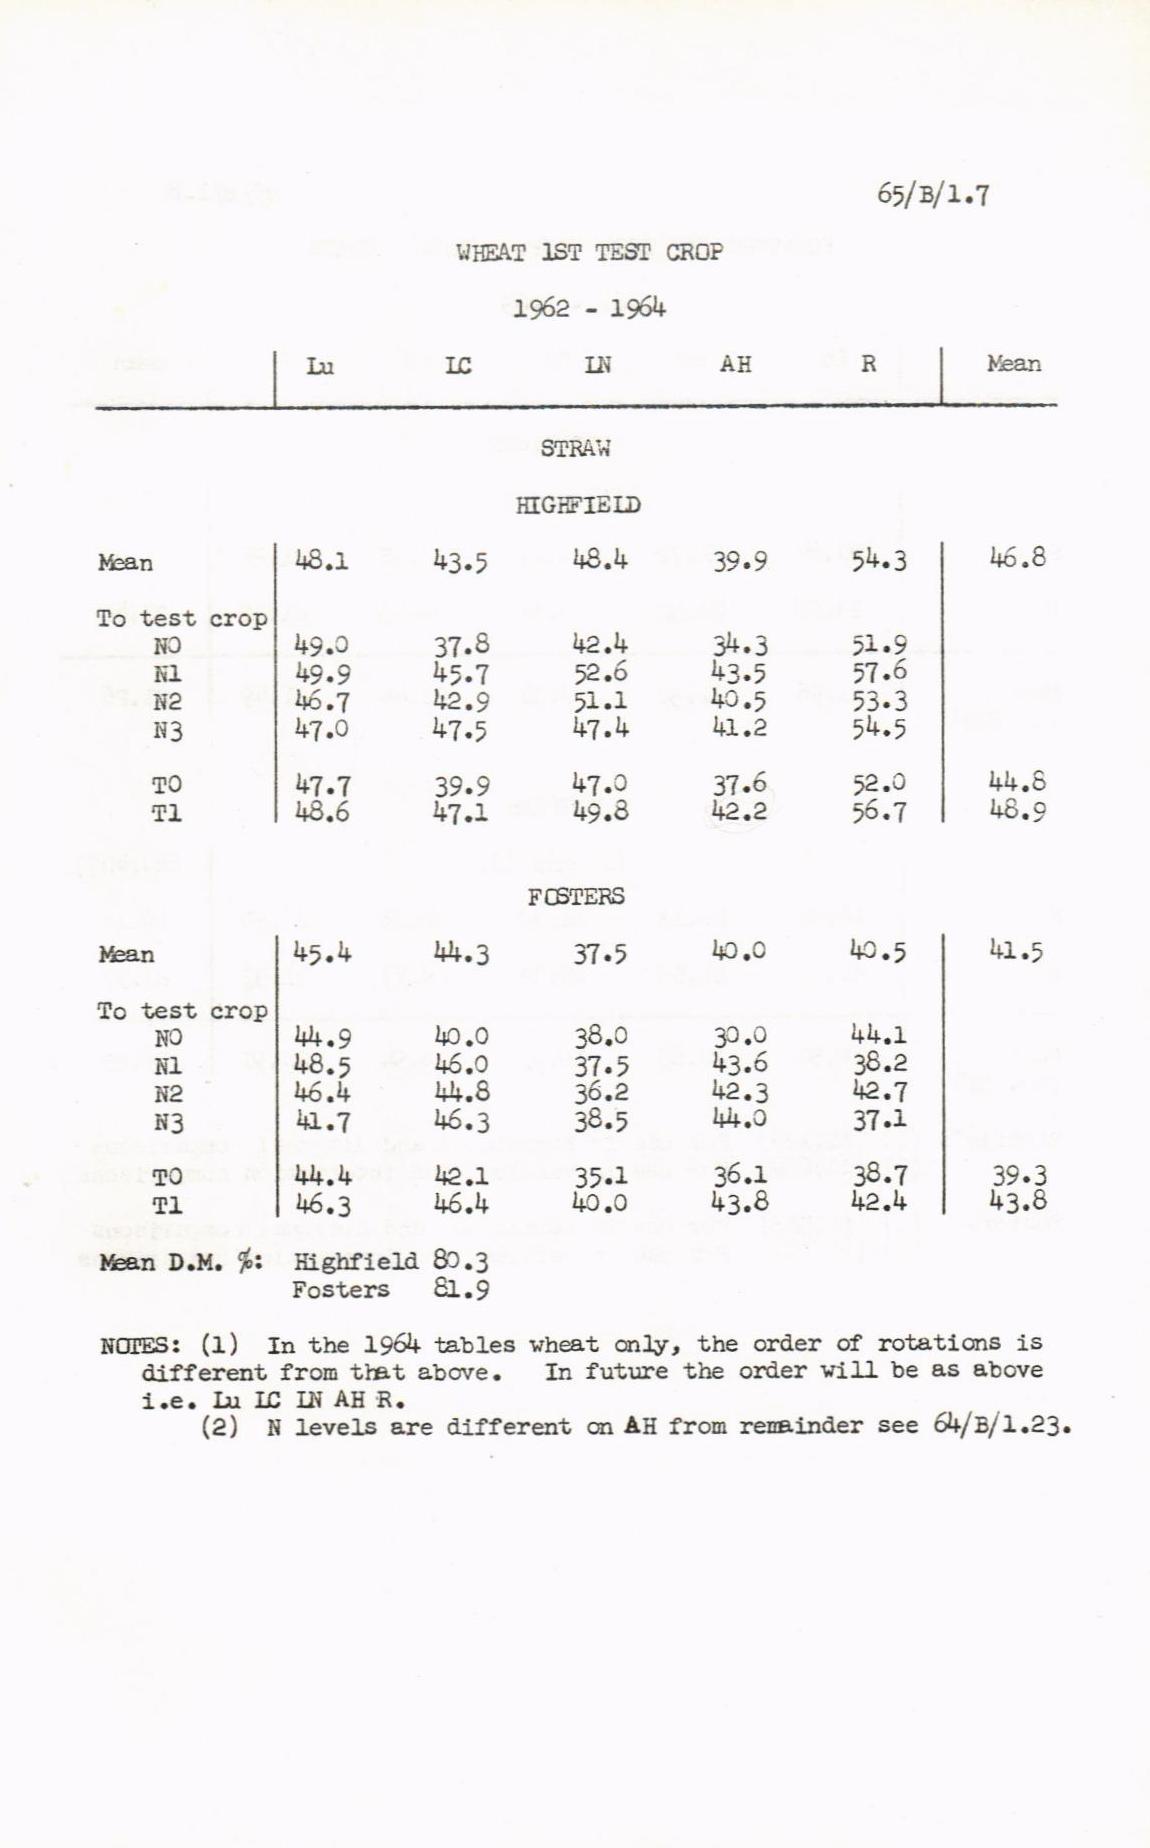 65/B/1.7
WHEAT 1ST TEST CROP
1962 - 1964
Lu LC LN AH R Mean
STRAW
HIGHFIELD
Mean 48.1 43.5 48.4 39.9 54.3 46.8
To test crop
N0 49.0 37.8 42.4 34.3 51.9
N1 49.9 45.7 52.6 43.5 57.6
N2 46.7 42.9 51.1 40.5 53.3
N3 47.0 47.5 47.4 41.2 54.5
T0 47.7 39.9 47.0 37.6 52.0 44.8
T1 48.6 47.1 49.8 42.2 56.7 48.9
FOSTERS
Mean 45.4 44.3 37.5 40.0 40.5 41.5
To test crop
N0 44.9 40.0 38.0 30.0 44.1
N1 48.5 46.0 37.5 43.6 38.2
N2 46.4 44.8 36.2 42.3 42.7
N3 41.7 46.3 38.5 44.0 37.1
T0 44.4 42.1 35.1 36.1 38.7 39.3
T1 46.3 46.4 40.0 43.8 42.4 43.8
Mean D.M. %: Highfield 80.3
Fosters 81.9
NOTES: (1) In the 1964 tables wheat only, the order of rotations is
different from that above. In future the order will be as above
i.e. Lu LC LN AH R.
(2) N levels are different on AH from remainder see 64/B/1.23.